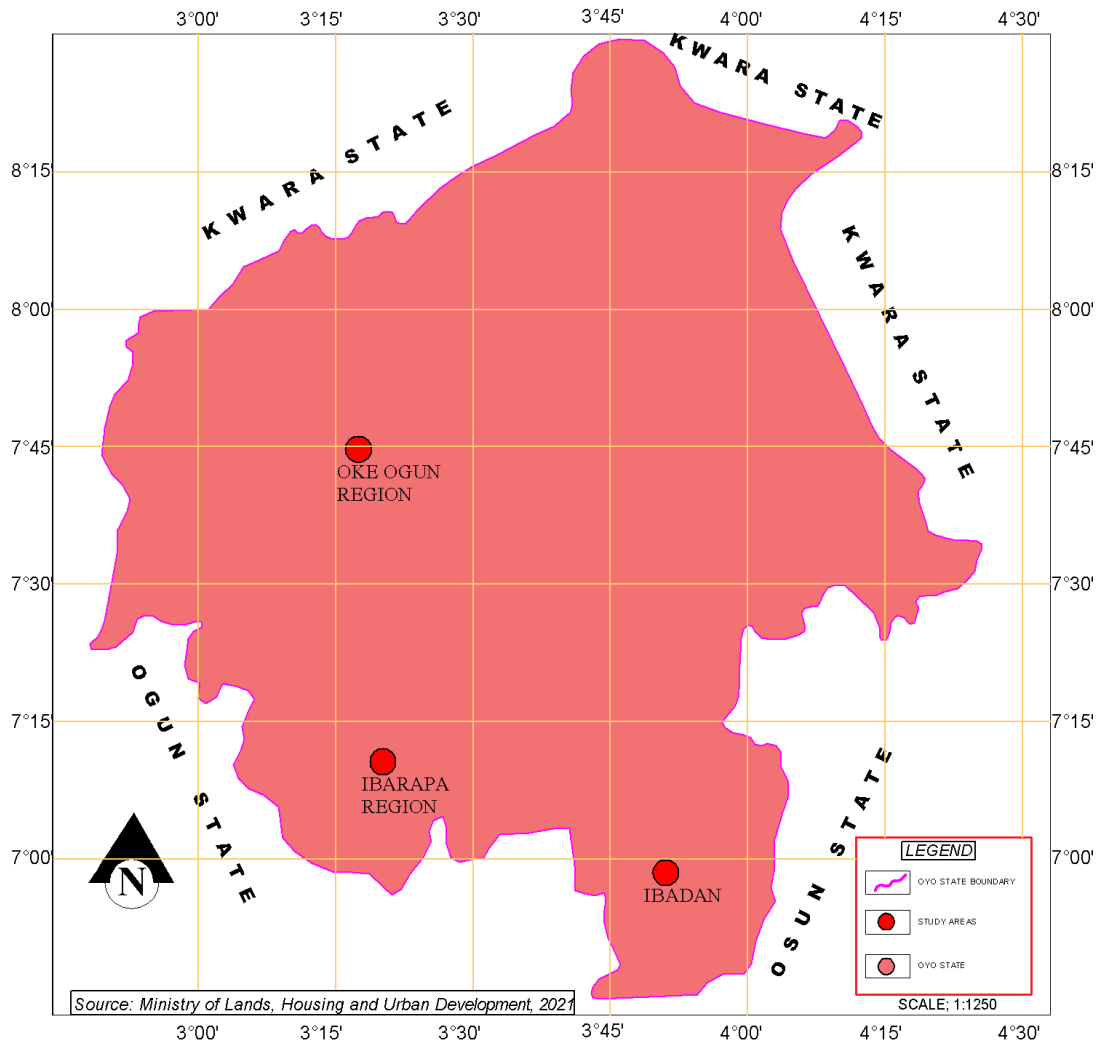 3°00' 3°15' 3°30' 3°45' 4°00' 4°15' 4°30'
KWARA STATE
KWARA STATE
8°15' 8°15'
KWARA STATE
8°00' 8°00'
7°45' 7°45'
OKE OGUN
REGION
7°30' 7°30'
OGUN STATE
7°15' 7°15'
IBARAPA
REGION
OSUN STATE
7°00' 7°00'
N
IBADAN
LEGEND
OYO STATE BOUNDARY
STUDY AREAS
OYO STATE
Source: Ministry of Lands, Housing and Urban Development, 2021
SCALE; 1:1250
3°00' 3°15' 3°30' 3°45' 4°00' 4°15' 4°30'